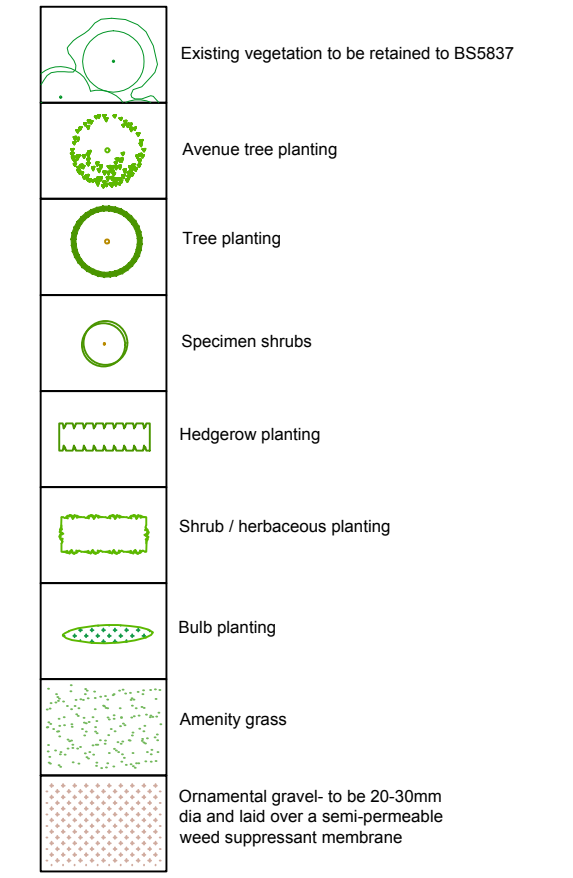 Existing vegetation to be retained to BS5837
Avenue tree planting
Tree planting
Specimen shrubs
Hedgerow planting
Shrub / herbaceous planting
Bulb planting
Amenity grass
Ornamental gravel- to be 20-30mm
dia and laid over a semi-permeable
weed suppressant membrane